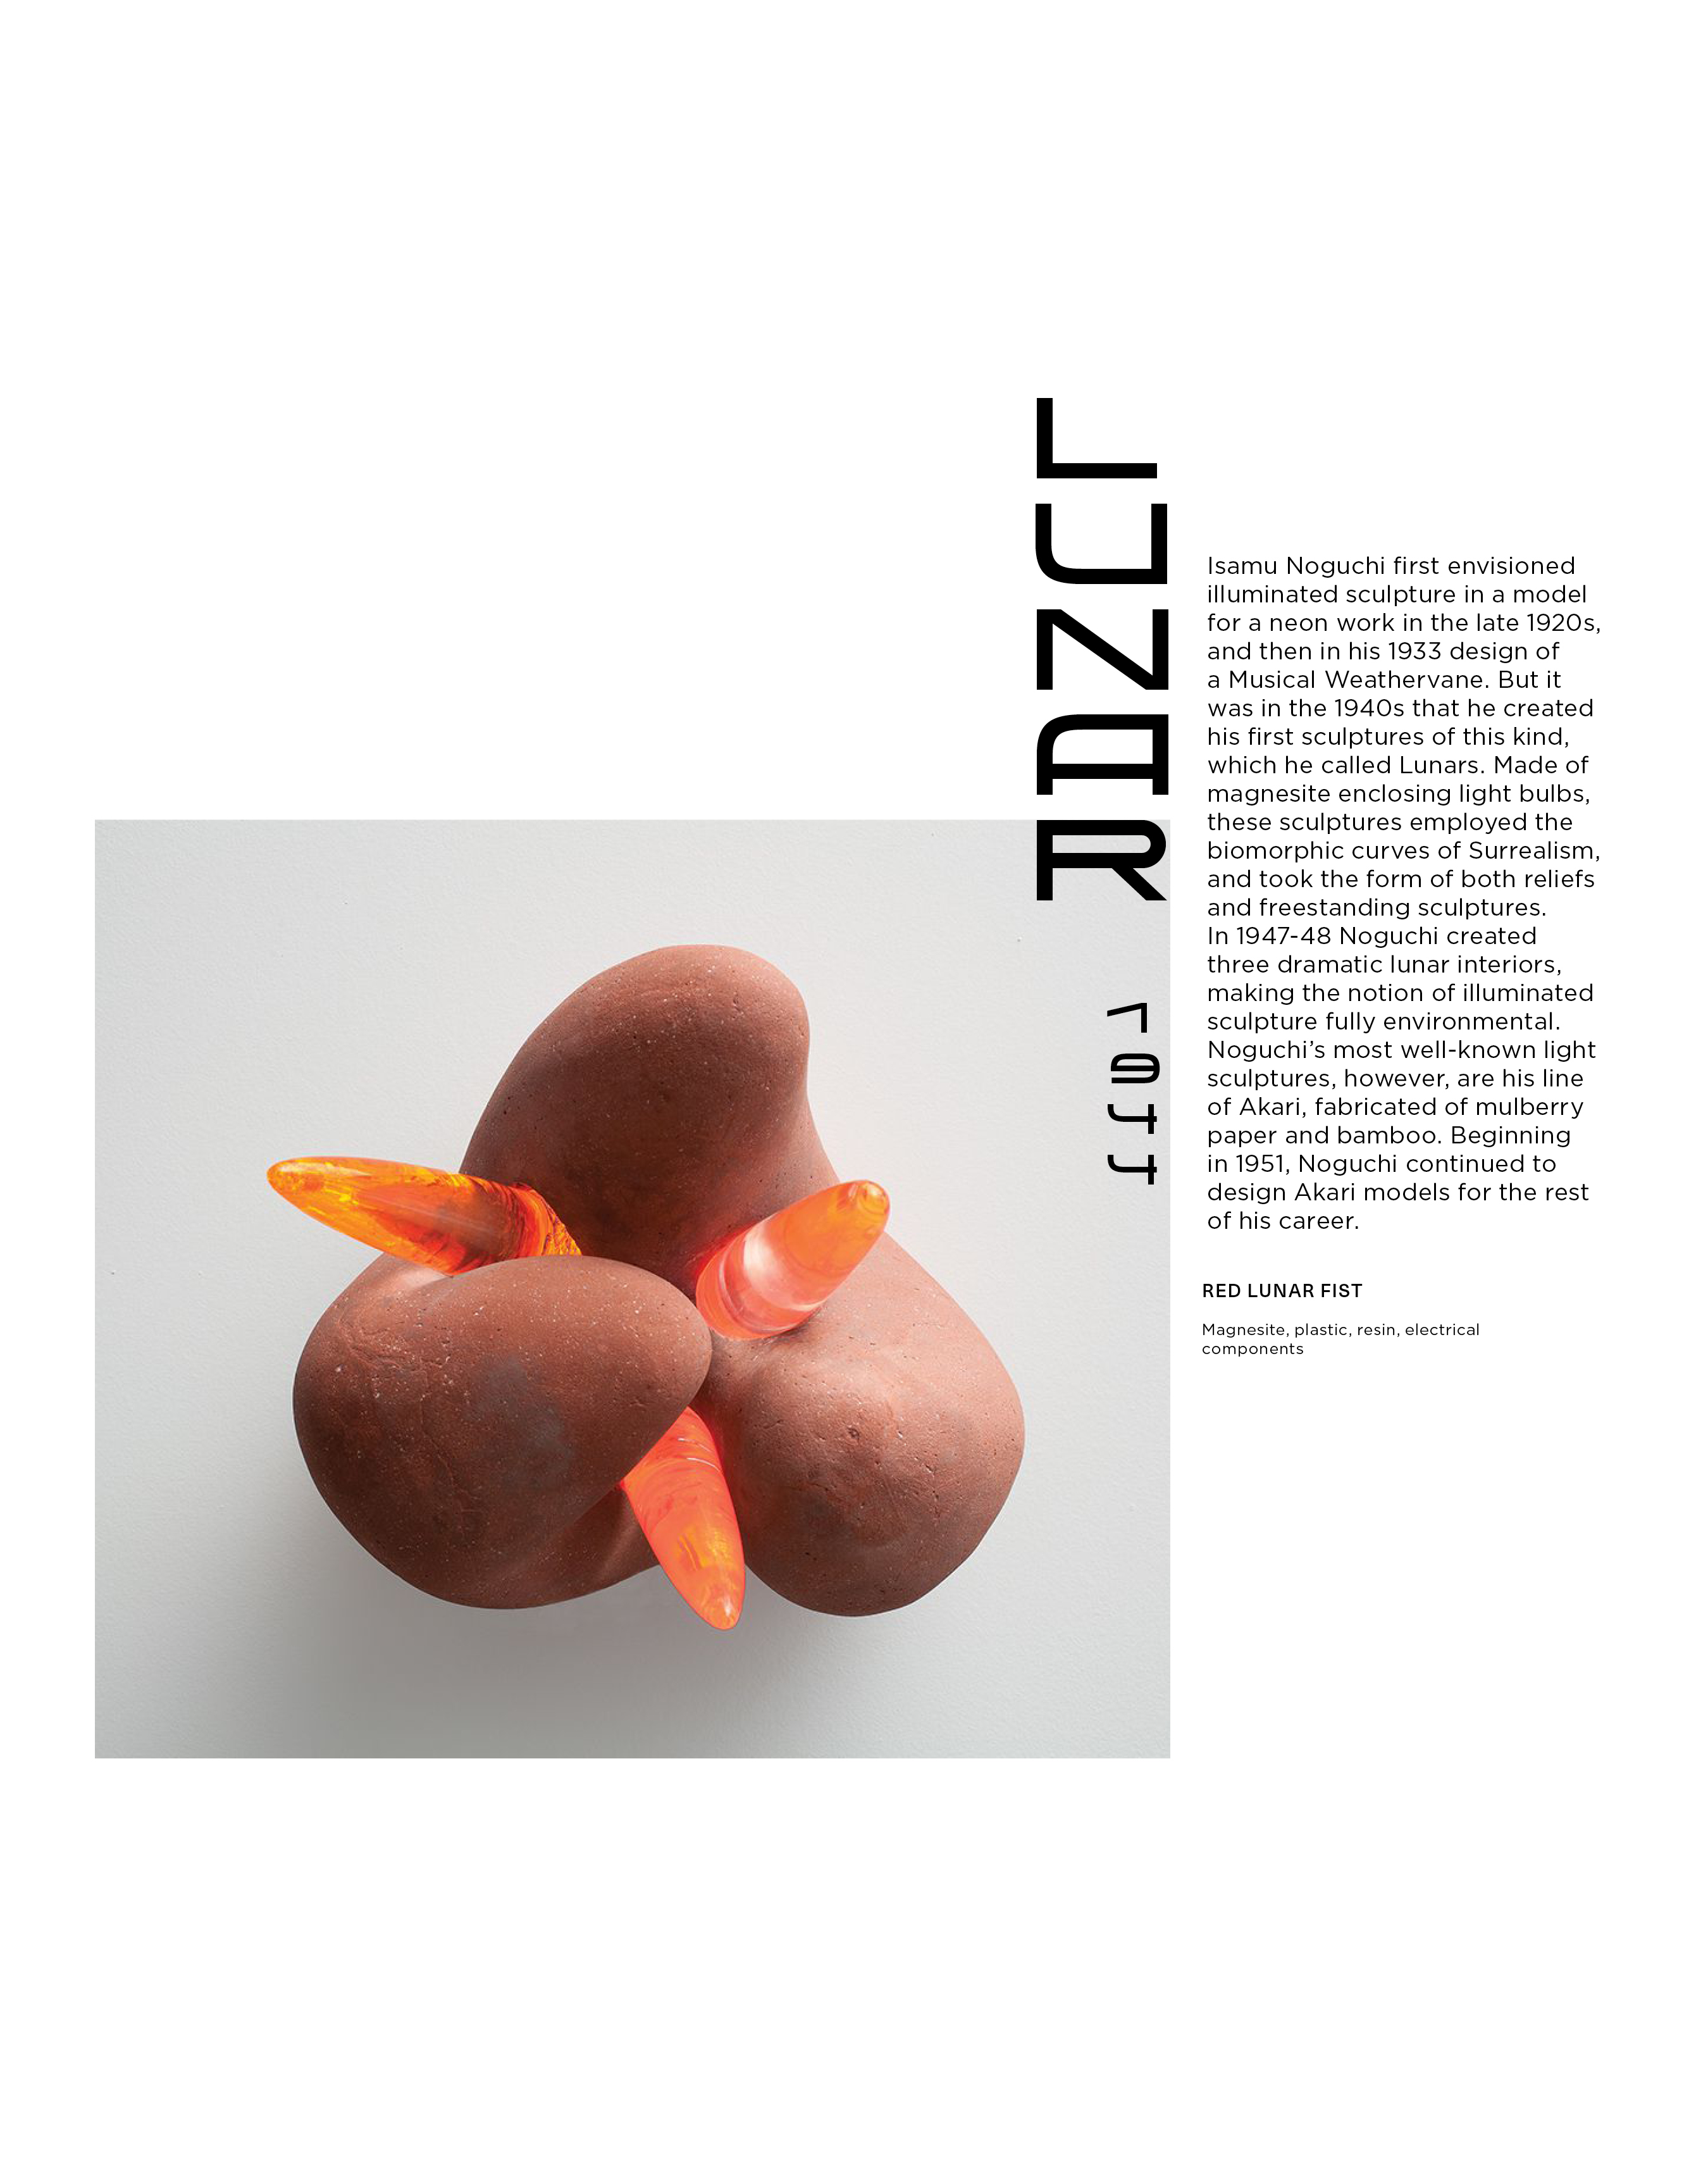 LUNAR
1944
Isamu Noguchi first envisioned
illuminated sculpture in a model
for a neon work in the late 1920s,
and then in his 1933 design of
a Musical Weathervane. But it
was in the 1940s that he created
his first sculptures of this kind,
which he called Lunars. Made of
magnesite enclosing light bulbs,
these sculptures employed the
biomorphic curves of Surrealism,
and took the form of both reliefs
and freestanding sculptures.
In 1947-48 Noguchi created
three dramatic lunar interiors,
making the notion of illuminated
sculpture fully environmental.
Noguchi’s most well-known light
sculptures, however, are his line
of Akari, fabricated of mulberry
paper and bamboo. Beginning
in 1951, Noguchi continued to
design Akari models for the rest
of his career.
RED LUNAR FIST
Magnesite, plastic, resin, electrical
components